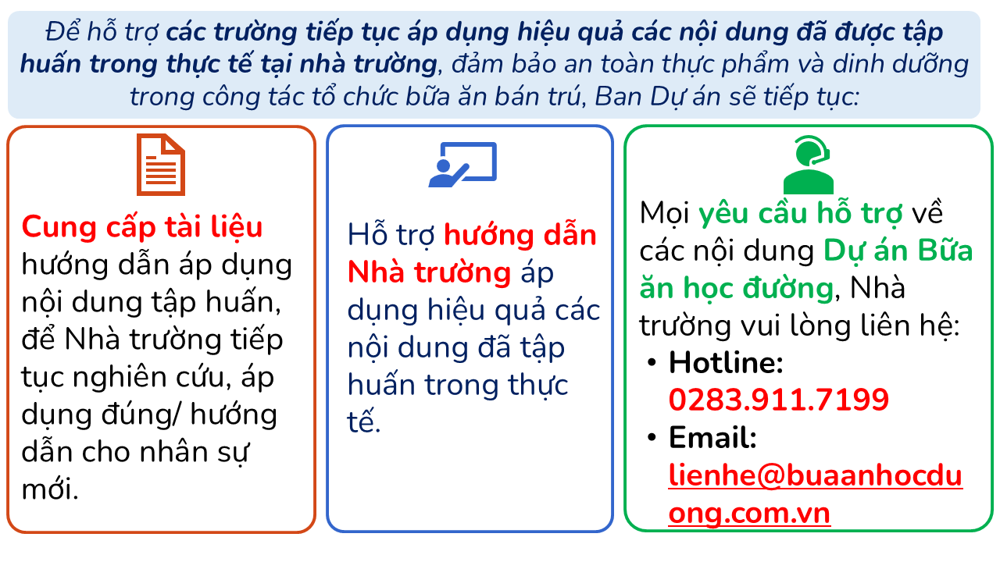 Để hỗ trợ các trường tiếp tục áp dụng hiệu quả các nội dung đã được tập
huấn trong thực tế tại nhà trường, đảm bảo an toàn thực phẩm và dinh dưỡng
trong công tác tổ chức bữa ăn bán trú, Ban Dự án sẽ tiếp tục:
Cung cấp tài liệu
hướng dẫn áp dụng
nội dung tập huấn,
để Nhà trường tiếp
tục nghiên cứu, áp
dụng đúng/ hướng
dẫn cho nhân sự
mới.
Hỗ trợ hướng dẫn
Nhà trường áp
dụng hiệu quả các
nội dung đã tập
huấn trong thực
tế.
Mọi yêu cầu hỗ trợ về
các nội dung Dự án Bữa
ăn học đường, Nhà
trường vui lòng liên hệ:
• Hotline:
0283.911.7199
• Email:
lienhe@buaanhocdu
ong.com.vn